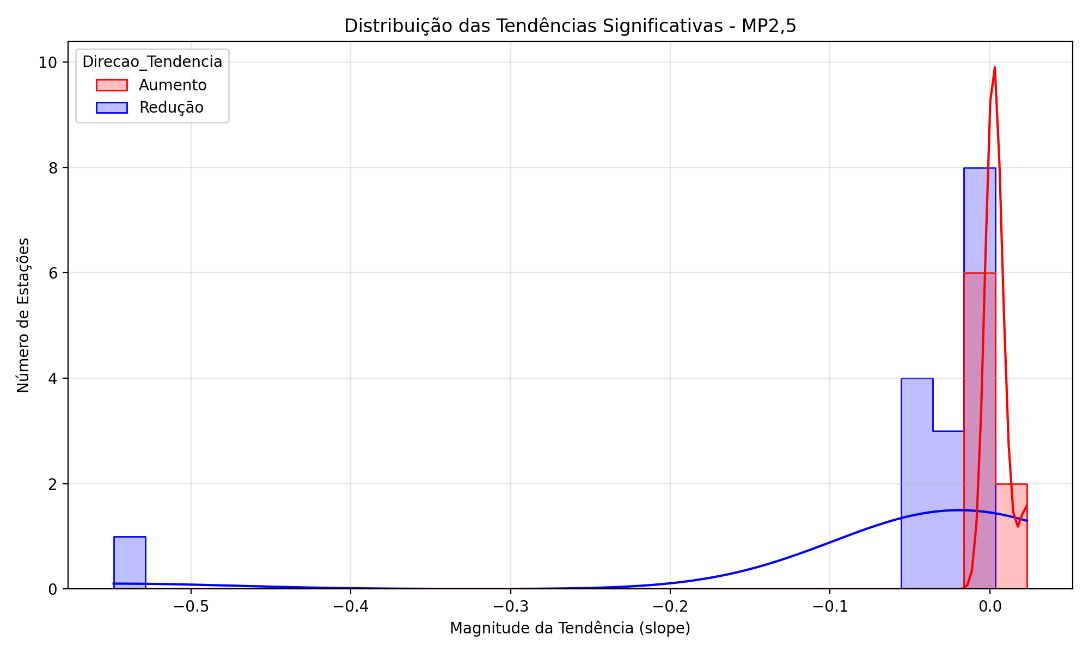 Distribuição das Tendências Significativas - MP2,5
Direcao_Tendencia
Aumento
Redução
Número de Estações
10
8
6
4
2
0
−0.5
−0.4
−0.3
−0.2
−0.1
0.0
Magnitude da Tendência (slope)